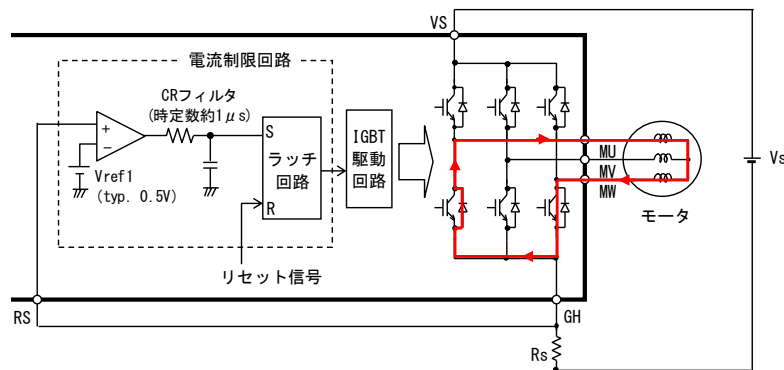 VS
電流制限回路
CRフィルタ
(時定数約1μs)
+
−
Vref1
(typ. 0.5V)
S
ラッチ
回路
R
リセット信号
IGBT
駆動
回路
MU
MV
MW
モータ
Vs
RS
GH
Rs